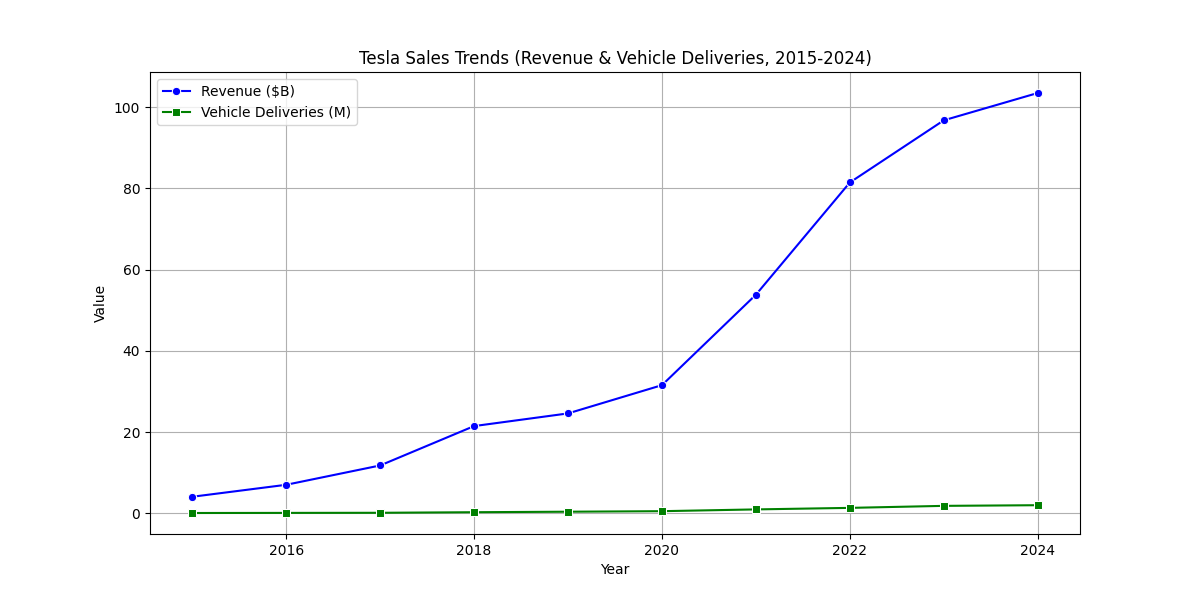 Tesla Sales Trends (Revenue & Vehicle Deliveries, 2015-2024)
Revenue ($B)
Vehicle Deliveries (M)
100
80
60
40
20
0
Value
2016 2018 2020 2022 2024
Year